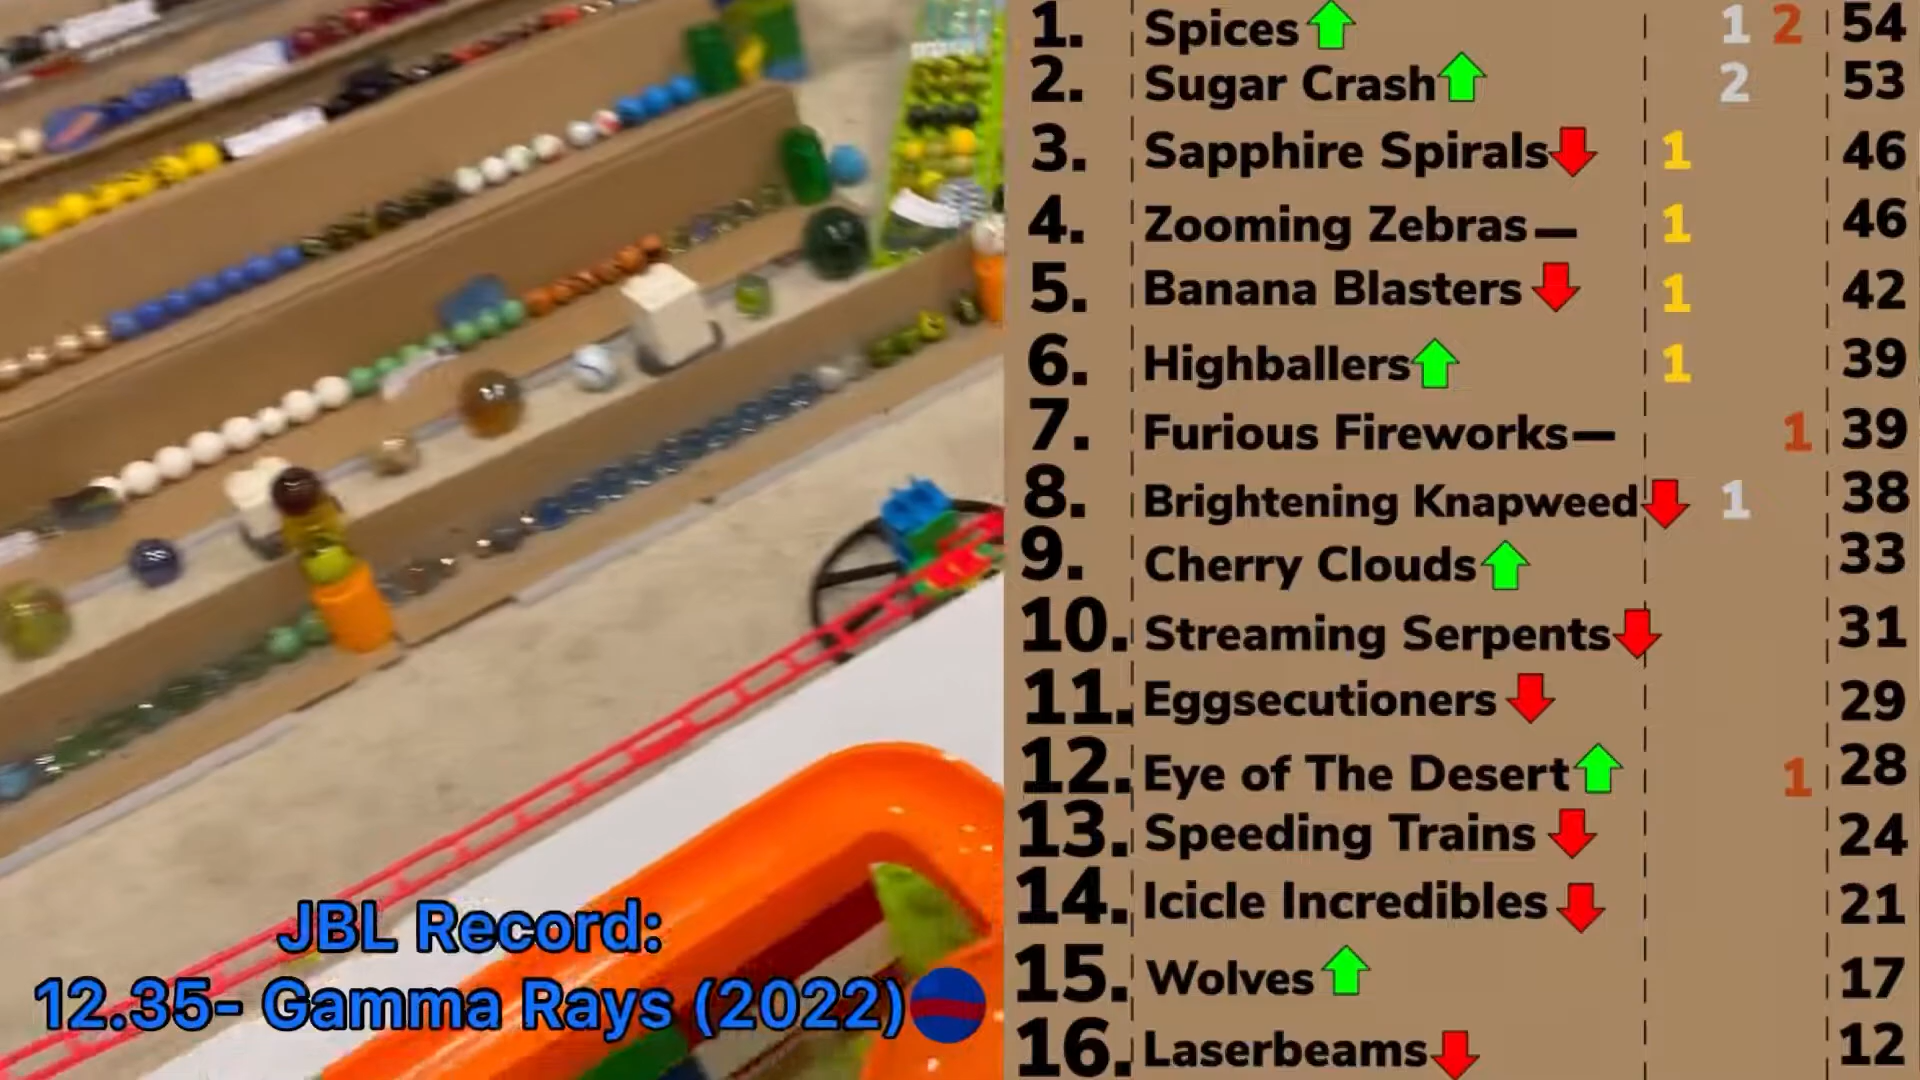 1. Spices 1 2 54
2. Sugar Crash 2 53
3. Sapphire Spirals 1 46
4. Zooming Zebras 1 46
5. Banana Blasters 1 42
6. Highballers 1 39
7. Furious Fireworks 1 39
8. Brightening Knapweed 1 38
9. Cherry Clouds 33
10. Streaming Serpents 31
11. Eggsecutioners 29
12. Eye of The Desert 1 28
13. Speeding Trains 24
14. Icicle Incredibles 21
15. Wolves 17
16. Laserbeams 12
JBL Record:
12.35- Gamma Rays (2022)